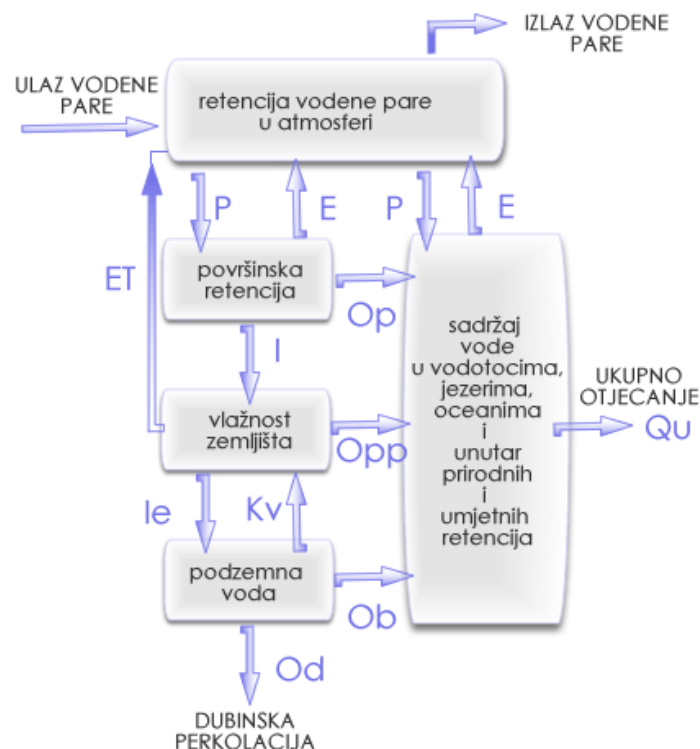 IZLAZ VODENE
PARE
ULAZ VODENE
PARE
retencija vodene pare
u atmosferi
P
E
P
E
ET
površinska
retencija
Op
I
vlažnost
zemljišta
Opp
sadržaj
vode
u vodotocima,
jezerima,
oceanima
i
unutar
prirodnih
i
umjetnih
retencija
UKUPNO
OTJECANJE
Qu
Ie
Kv
podzemna
voda
Ob
Od
DUBINSKA
PERKOLACIJA